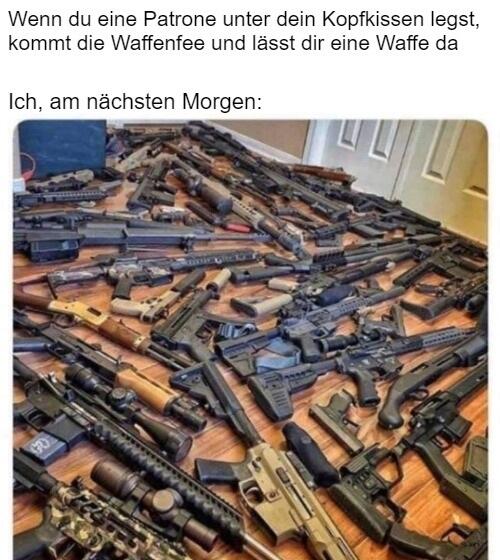 Wenn du eine Patrone unter dein Kopfkissen legst,
kommt die Waffenfee und lässt dir eine Waffe da
Ich, am nächsten Morgen: